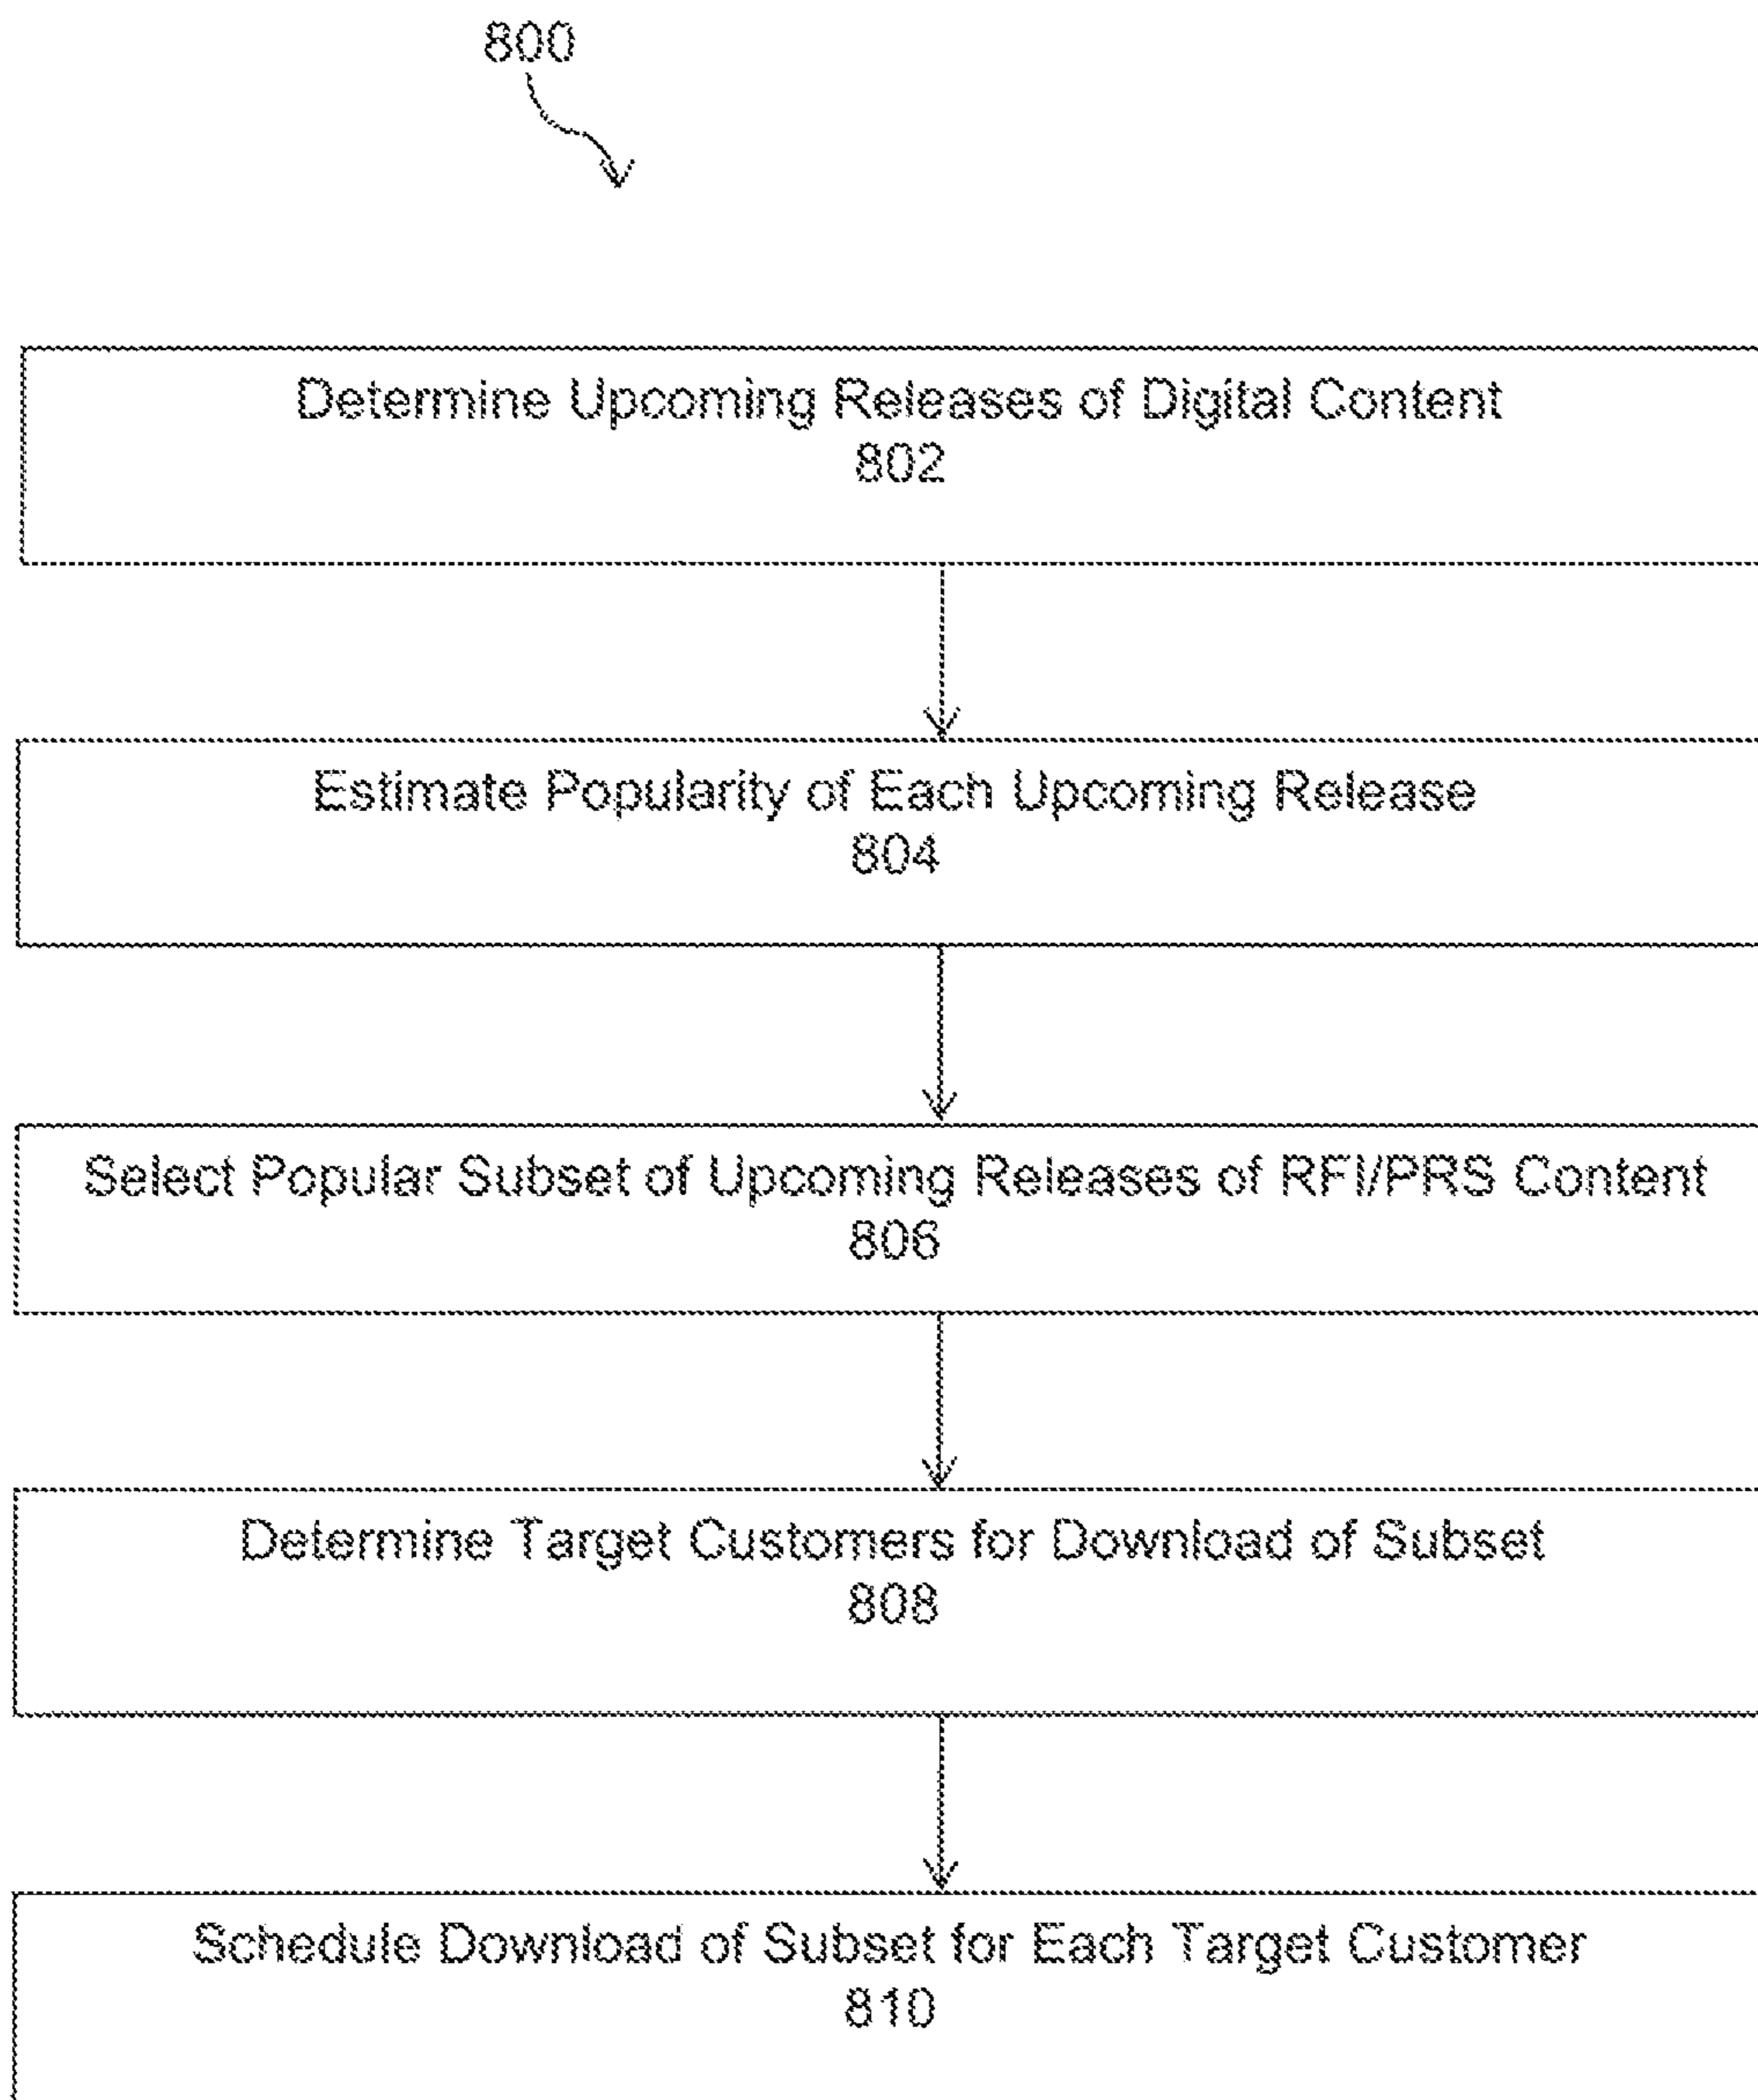 800
Determine Upcoming Releases of Digital Content
802
Estimate Popularity of Each Upcoming Release
804
Select Popular Subset of Upcoming Releases of RFI/PRS Content
806
Determine Target Customers for Download of Subset
808
Schedule Download of Subset for Each Target Customer
810